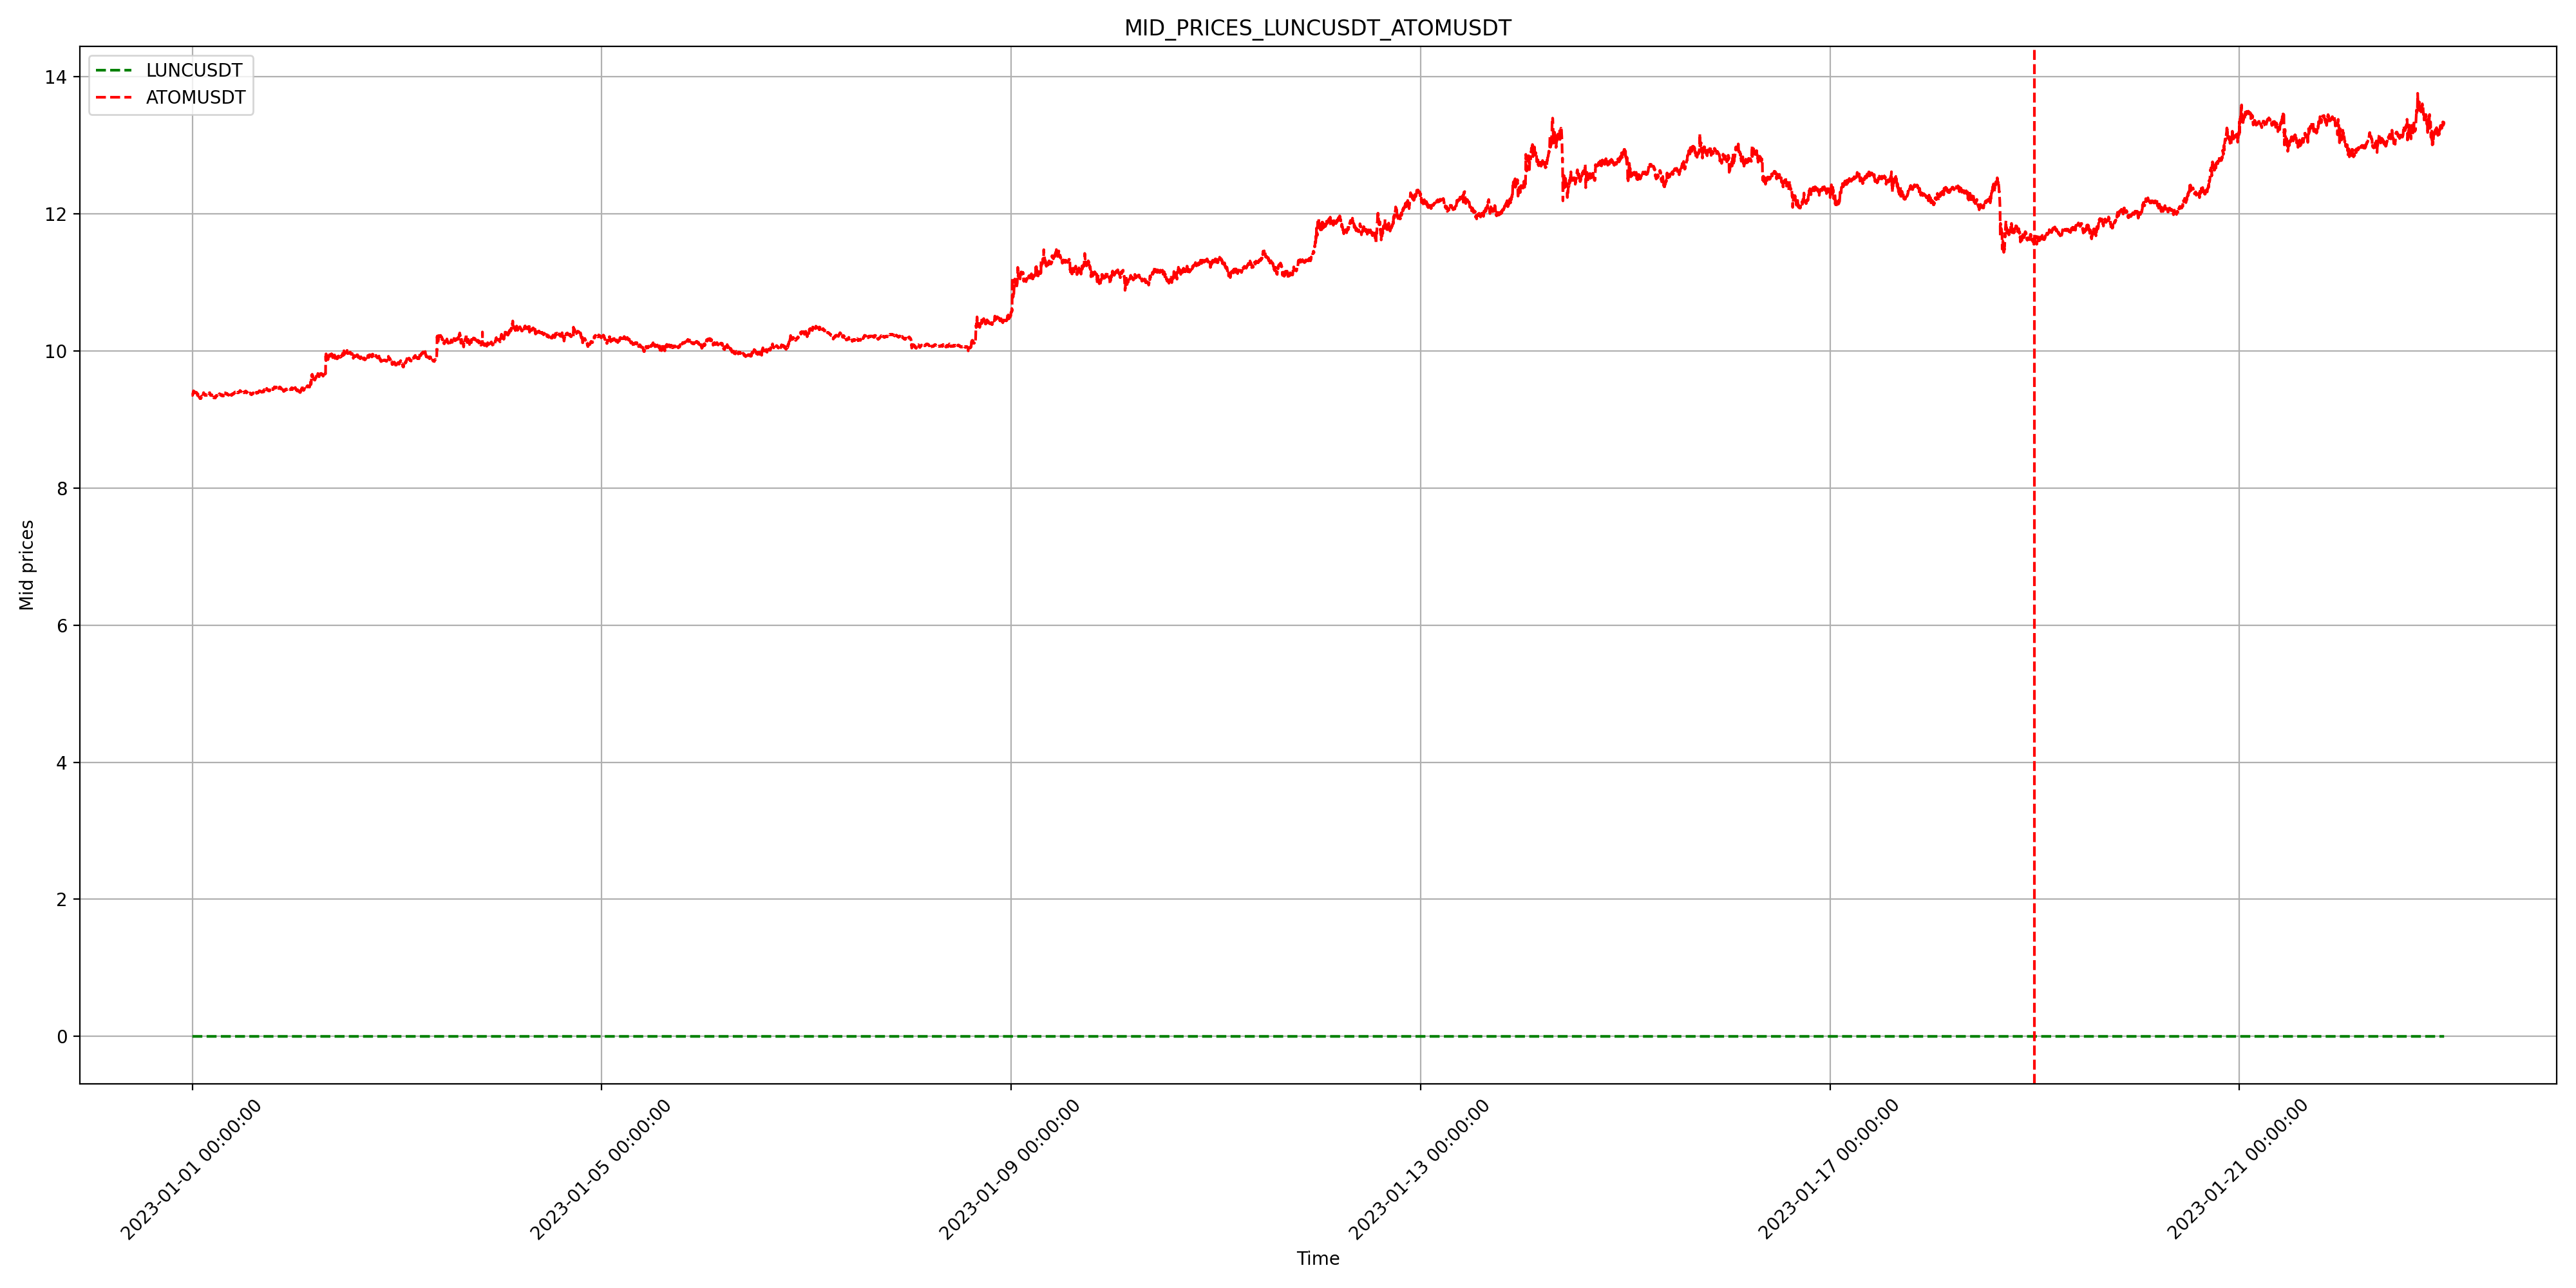 MID_PRICES_LUNCUSDT_ATOMUSDT
LUNCUSDT
ATOMUSDT
14
12
10
8
6
4
2
0
Mid prices
2023-01-01 00:00:00
2023-01-05 00:00:00
2023-01-09 00:00:00
2023-01-13 00:00:00
2023-01-17 00:00:00
2023-01-21 00:00:00
Time